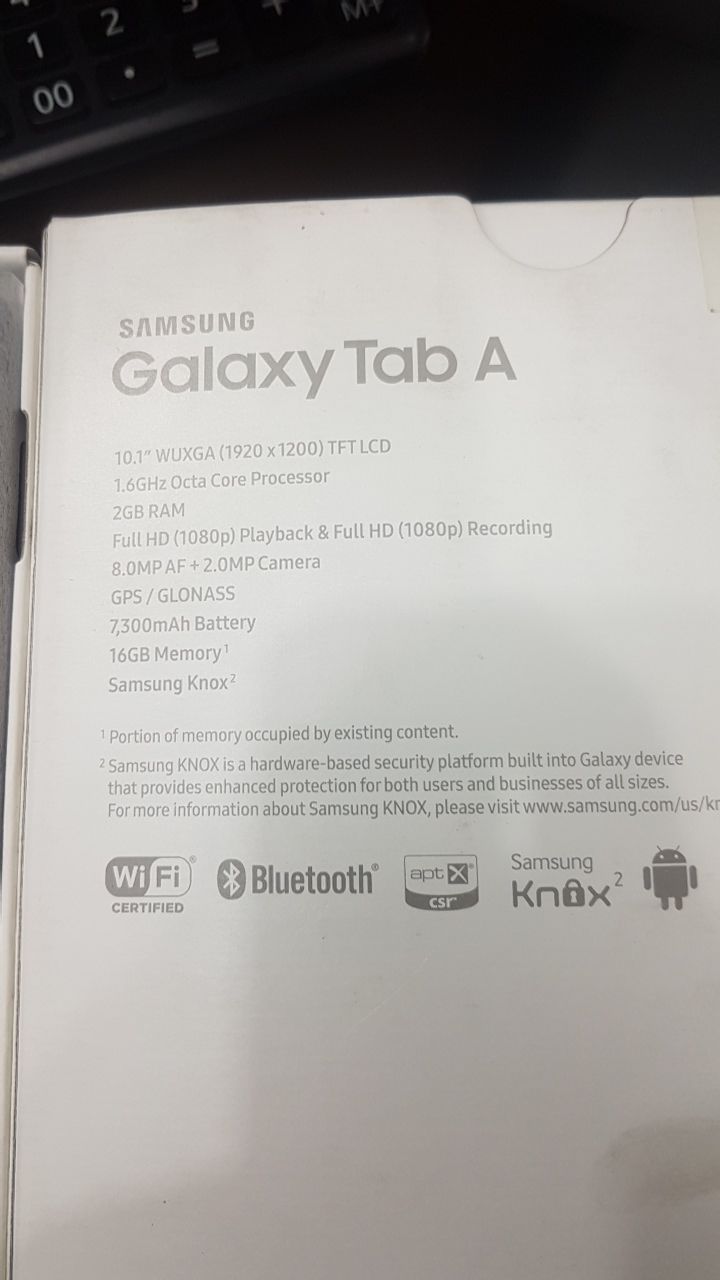 1 2 3 + M+
00 . =
SAMSUNG
Galaxy Tab A
10.1" WUXGA (1920 x 1200) TFT LCD
1.6GHz Octa Core Processor
2GB RAM
Full HD (1080p) Playback & Full HD (1080p) Recording
8.0MP AF + 2.0MP Camera
GPS / GLONASS
7,300mAh Battery
16GB Memory¹
Samsung Knox²
¹ Portion of memory occupied by existing content.
² Samsung KNOX is a hardware-based security platform built into Galaxy device
that provides enhanced protection for both users and businesses of all sizes.
For more information about Samsung KNOX, please visit www.samsung.com/us/kn
Wi Fi® Bluetooth® aptX® Samsung
CERTIFIED csr Knox²